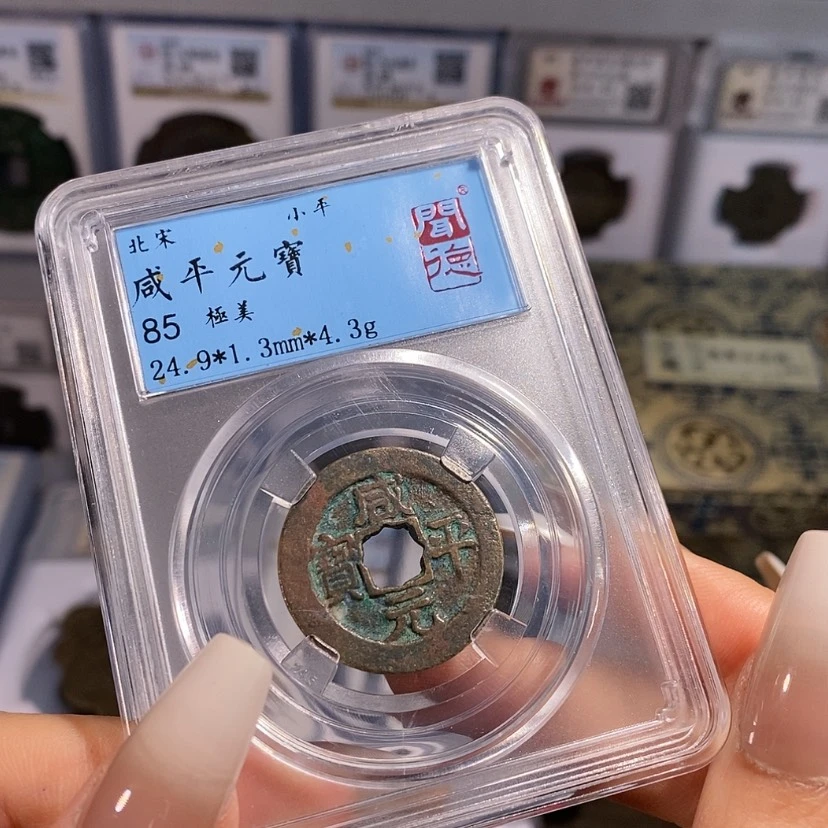 北宋
小平
咸平元寶
85 極美
24.9*1.3mm*4.3g
聞德
®
咸平元寶